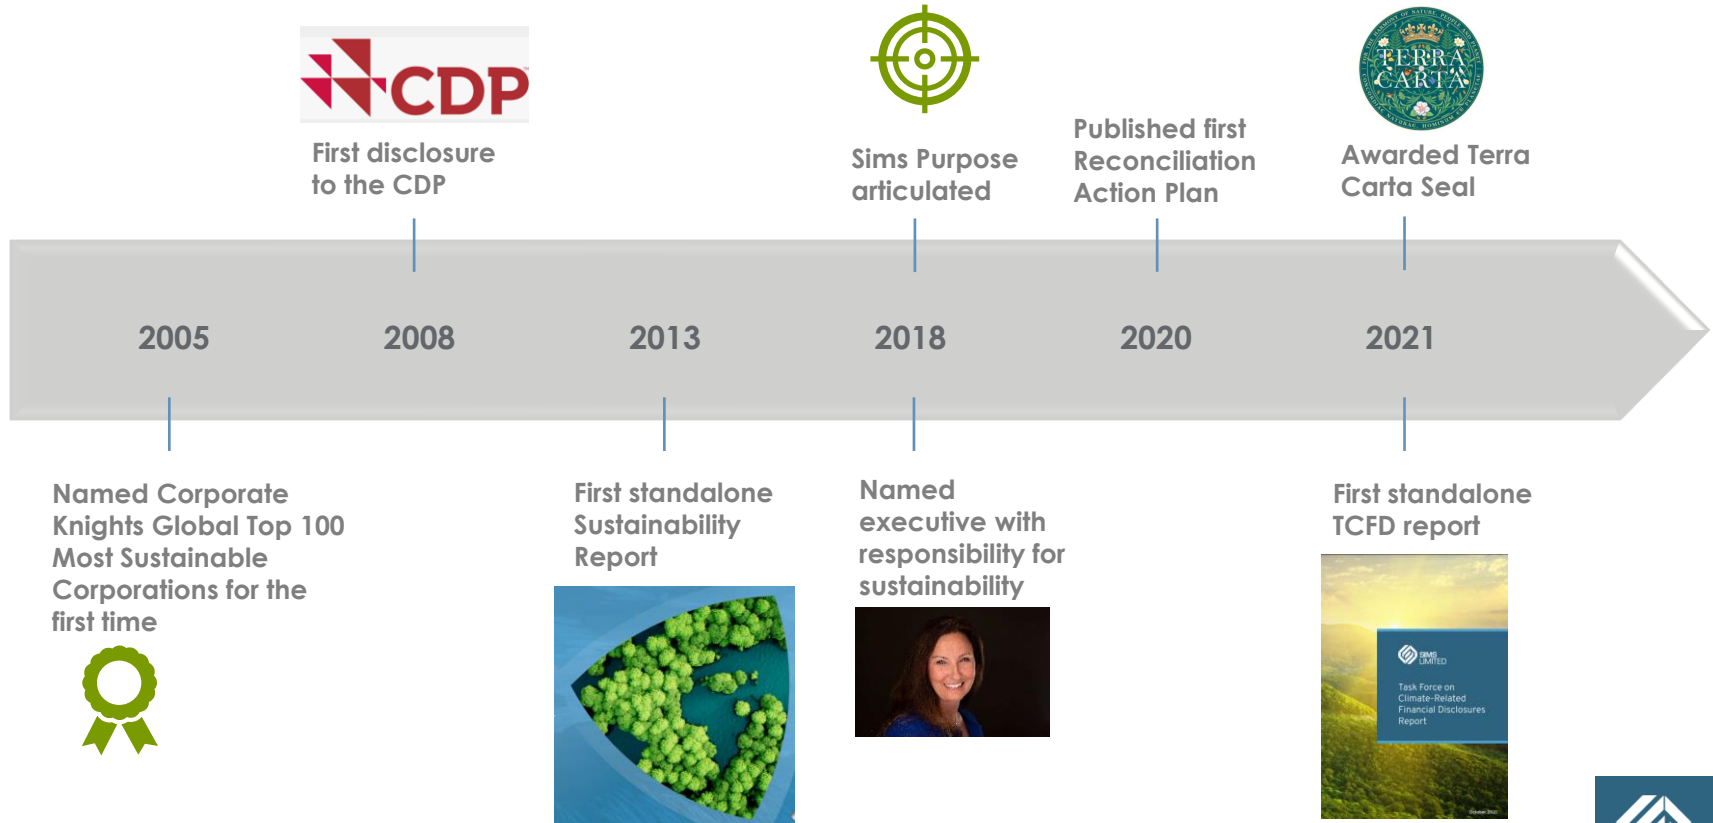 CDP
First disclosure
to the CDP
Sims Purpose
articulated
Published first
Reconciliation
Action Plan
TERRA
CARTA
Awarded Terra
Carta Seal
2005
2008
2013
2018
2020
2021
Named Corporate
Knights Global Top 100
Most Sustainable
Corporations for the
first time
First standalone
Sustainability
Report
Named
executive with
responsibility for
sustainability
First standalone
TCFD report
SIMS
LIMITED
Task Force on
Climate-Related
Financial Disclosures
Report